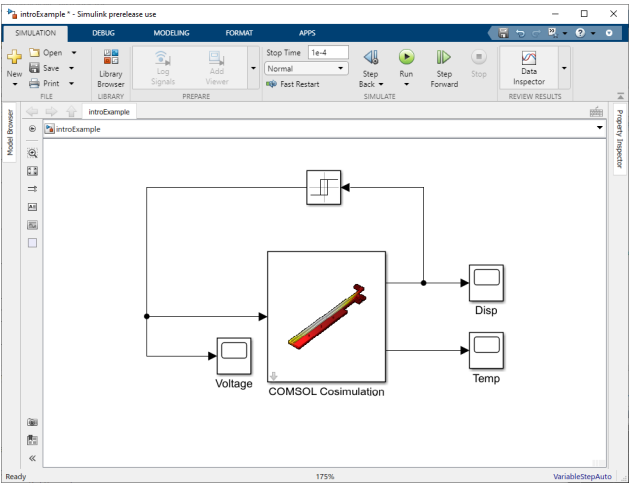 introExample * - Simulink prerelease use
SIMULATION DEBUG MODELING FORMAT APPS
New
Open
Save
Print
FILE
Library Browser
LIBRARY
Log Signals
Add Viewer
PREPARE
Stop Time 1e-4
Normal
Fast Restart
Step Back
Run
Step Forward
Stop
SIMULATE
Data Inspector
REVIEW RESULTS
Model Browser
introExample
introExample
Property Inspector
Disp
Temp
Voltage
COMSOL Cosimulation
Ready 175% VariableStepAuto